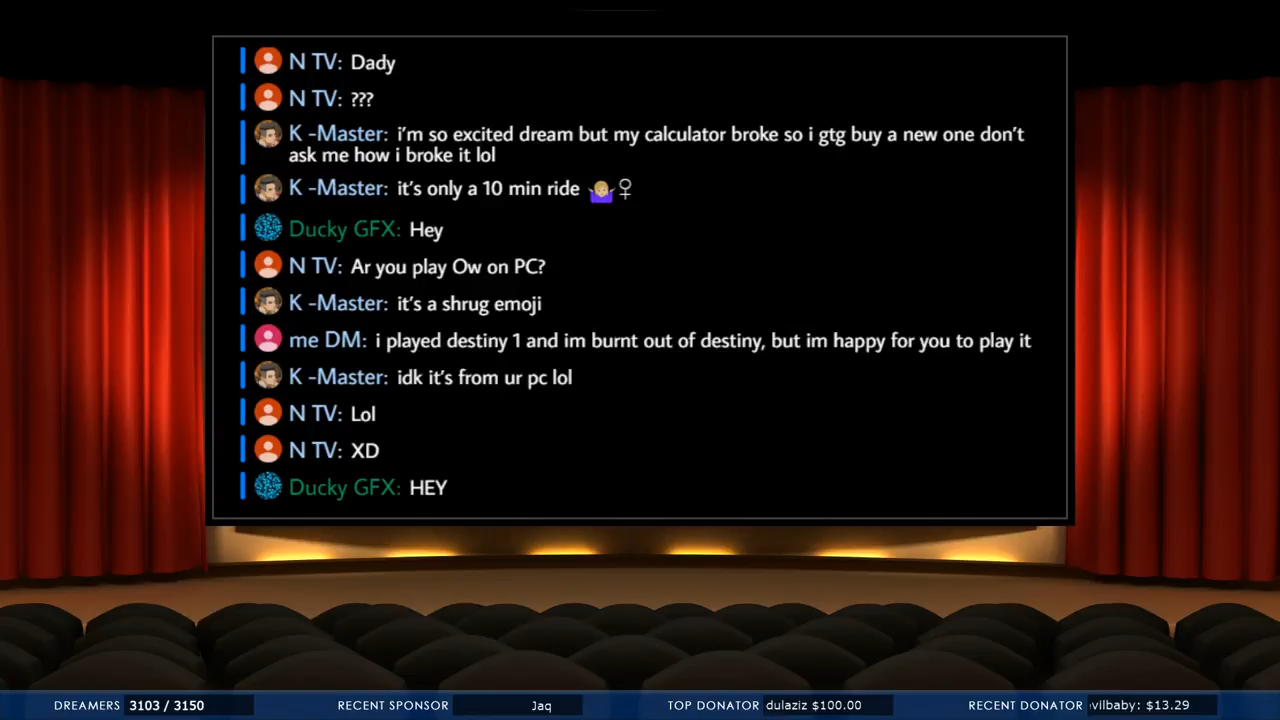 N TV: Dady
N TV: ???
K -Master: i'm so excited dream but my calculator broke so i gtg buy a new one don't
ask me how i broke it lol
K -Master: it's only a 10 min ride 🤷🏼♀
Ducky GFX: Hey
N TV: Ar you play Ow on PC?
K -Master: it's a shrug emoji
me DM: i played destiny 1 and im burnt out of destiny, but im happy for you to play it
K -Master: idk it's from ur pc lol
N TV: Lol
N TV: XD
Ducky GFX: HEY
DREAMERS 3103 / 3150 RECENT SPONSOR Jaq TOP DONATOR dulaziz $100.00 RECENT DONATOR vilbaby: $13.29